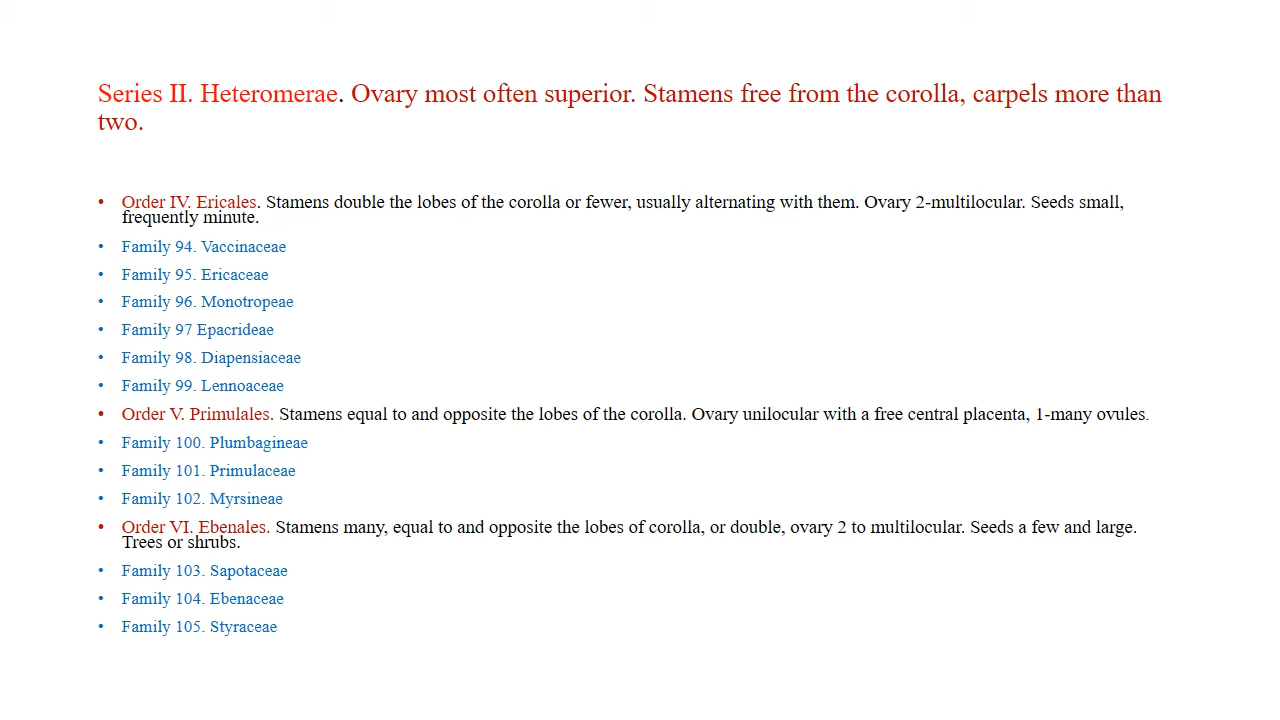 Series II. Heteromerae. Ovary most often superior. Stamens free from the corolla, carpels more than
two.
• Order IV. Ericales. Stamens double the lobes of the corolla or fewer, usually alternating with them. Ovary 2-multilocular. Seeds small,
frequently minute.
• Family 94. Vaccinaceae
• Family 95. Ericaceae
• Family 96. Monotropeae
• Family 97 Epacrideae
• Family 98. Diapensiaceae
• Family 99. Lennoaceae
• Order V. Primulales. Stamens equal to and opposite the lobes of the corolla. Ovary unilocular with a free central placenta, 1-many ovules.
• Family 100. Plumbagineae
• Family 101. Primulaceae
• Family 102. Myrsineae
• Order VI. Ebenales. Stamens many, equal to and opposite the lobes of corolla, or double, ovary 2 to multilocular. Seeds a few and large.
Trees or shrubs.
• Family 103. Sapotaceae
• Family 104. Ebenaceae
• Family 105. Styraceae